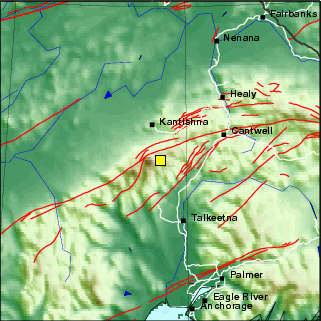 Fairbanks
Nenana
Healy
Kantishna
Cantwell
Talkeetna
Palmer
Eagle River
Anchorage